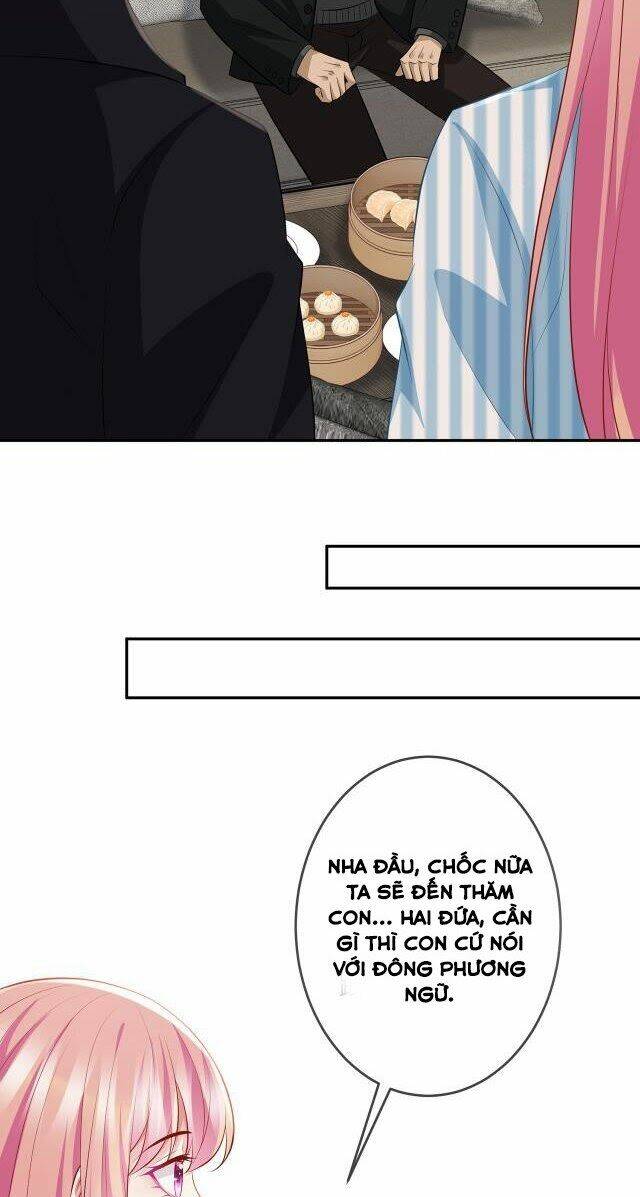 NHA ĐẦU, CHỐC NỮA
TA SẼ ĐẾN THĂM
CON... HAI ĐỨA, CẦN
GÌ THÌ CON CỨ NÓI
VỚI ĐÔNG PHƯƠNG
NGỮ.